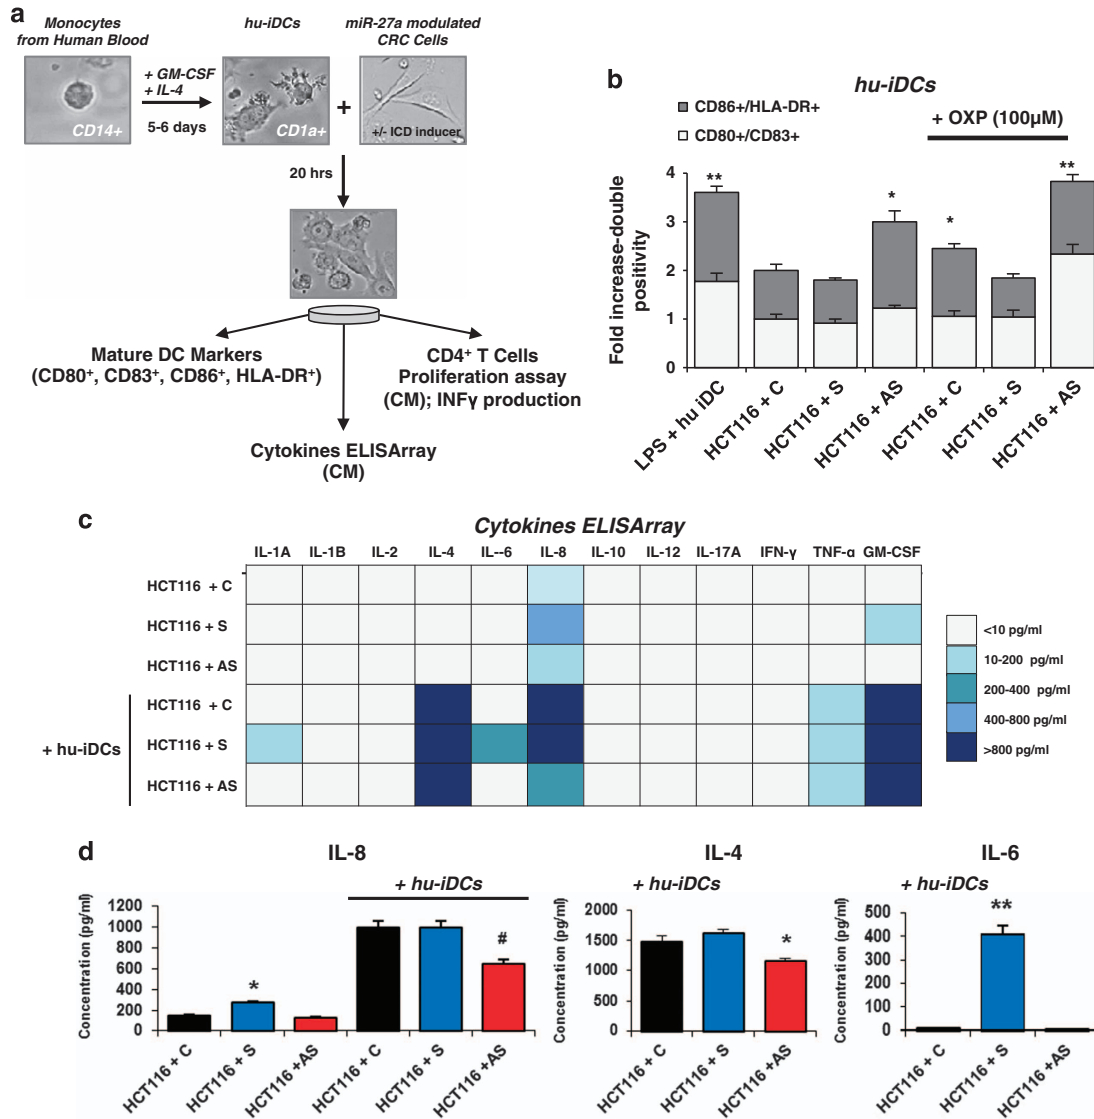 a
Monocytes
from Human Blood
hu-iDCs
miR-27a modulated
CRC Cells
+ GM-CSF
+ IL-4
5-6 days
CD14+
CD1a+
+
+/- ICD inducer
20 hrs
Mature DC Markers
(CD80+, CD83+, CD86+, HLA-DR+)
CD4+ T Cells
Proliferation assay
(CM); INFγ production
Cytokines ELISArray
(CM)
b
hu-iDCs
CD86+/HLA-DR+
CD80+/CD83+
+ OXP (100µM)
Fold increase-double
positivity
4
3
2
1
0
**
*
*
**
LPS + hu iDC
HCT116 + C
HCT116 + S
HCT116 + AS
HCT116 + C
HCT116 + S
HCT116 + AS
c
Cytokines ELISArray
IL-1A IL-1B IL-2 IL-4 IL--6 IL-8 IL-10 IL-12 IL-17A IFN-γ TNF-α GM-CSF
HCT116 + C
HCT116 + S
HCT116 + AS
+ hu-iDCs
HCT116 + C
HCT116 + S
HCT116 + AS
<10 pg/ml
10-200 pg/ml
200-400 pg/ml
400-800 pg/ml
>800 pg/ml
d
IL-8
+ hu-iDCs
Concentration (pg/ml)
1200
1000
800
600
400
200
0
*
#
HCT116 + C
HCT116 + S
HCT116 +AS
HCT116 + C
HCT116 + S
HCT116 +AS
IL-4
+ hu-iDCs
Concentration (pg/ml)
2000
1500
1000
500
0
*
HCT116 + C
HCT116 + S
HCT116 +AS
IL-6
+ hu-iDCs
Concentration (pg/ml)
500
400
300
200
100
0
**
HCT116 + C
HCT116 + S
HCT116 +AS